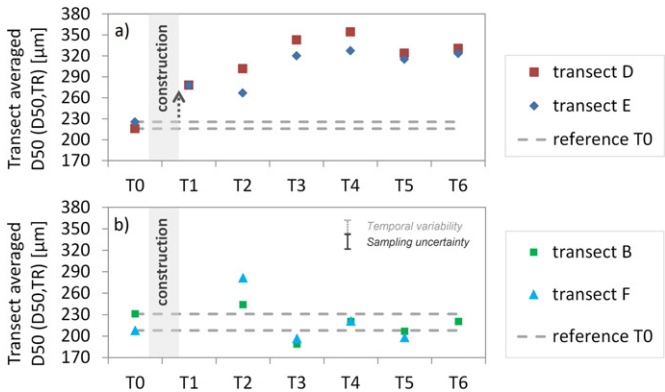 Transect averaged
D50 (D50,TR) [µm]
380
350
320
290
260
230
200
170
a)
construction
T0 T1 T2 T3 T4 T5 T6
transect D
transect E
reference T0
Transect averaged
D50 (D50,TR) [µm]
380
350
320
290
260
230
200
170
b)
construction
Temporal variability
Sampling uncertainty
T0 T1 T2 T3 T4 T5 T6
transect B
transect F
reference T0